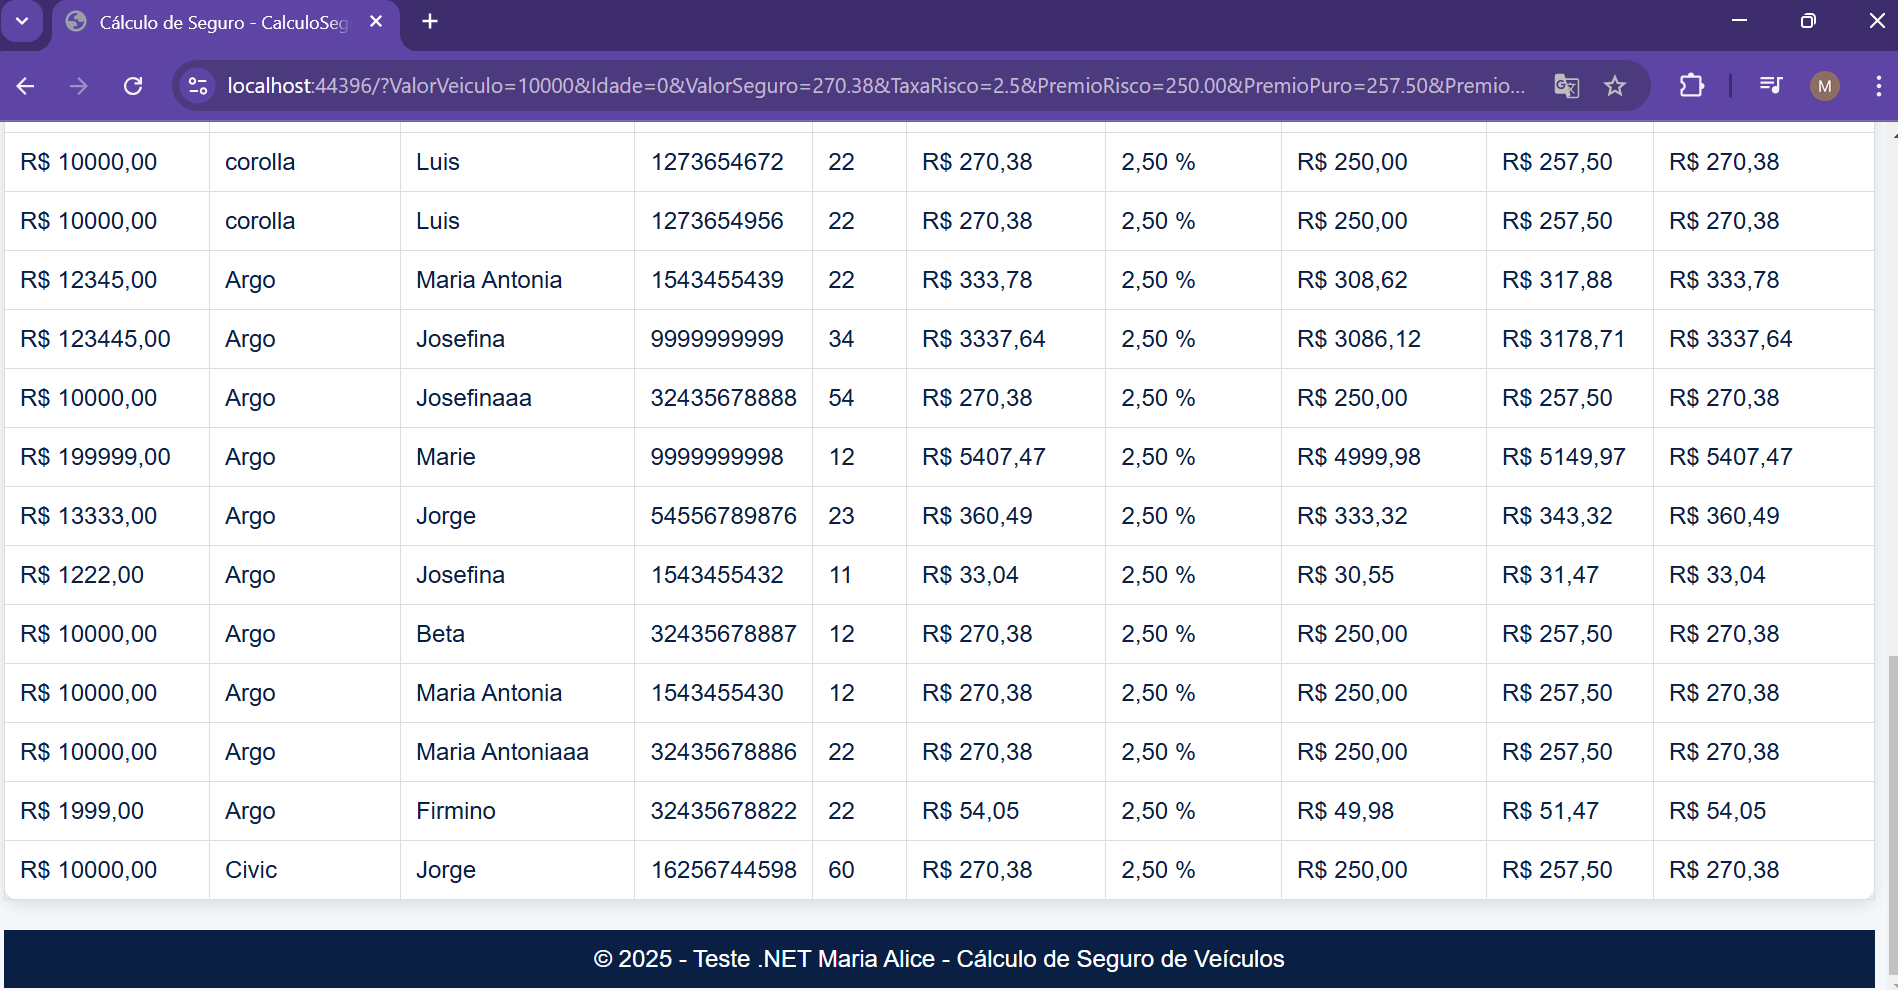 Cálculo de Seguro - CalculoSeg
localhost:44396/?ValorVeiculo=10000&Idade=0&ValorSeguro=270.38&TaxaRisco=2.5&PremioRisco=250.00&PremioPuro=257.50&Premio...
M
R$ 10000,00 corolla Luis 1273654672 22 R$ 270,38 2,50 % R$ 250,00 R$ 257,50 R$ 270,38
R$ 10000,00 corolla Luis 1273654956 22 R$ 270,38 2,50 % R$ 250,00 R$ 257,50 R$ 270,38
R$ 12345,00 Argo Maria Antonia 1543455439 22 R$ 333,78 2,50 % R$ 308,62 R$ 317,88 R$ 333,78
R$ 123445,00 Argo Josefina 9999999999 34 R$ 3337,64 2,50 % R$ 3086,12 R$ 3178,71 R$ 3337,64
R$ 10000,00 Argo Josefinaaa 32435678888 54 R$ 270,38 2,50 % R$ 250,00 R$ 257,50 R$ 270,38
R$ 199999,00 Argo Marie 9999999998 12 R$ 5407,47 2,50 % R$ 4999,98 R$ 5149,97 R$ 5407,47
R$ 13333,00 Argo Jorge 54556789876 23 R$ 360,49 2,50 % R$ 333,32 R$ 343,32 R$ 360,49
R$ 1222,00 Argo Josefina 1543455432 11 R$ 33,04 2,50 % R$ 30,55 R$ 31,47 R$ 33,04
R$ 10000,00 Argo Beta 32435678887 12 R$ 270,38 2,50 % R$ 250,00 R$ 257,50 R$ 270,38
R$ 10000,00 Argo Maria Antonia 1543455430 12 R$ 270,38 2,50 % R$ 250,00 R$ 257,50 R$ 270,38
R$ 10000,00 Argo Maria Antoniaaa 32435678886 22 R$ 270,38 2,50 % R$ 250,00 R$ 257,50 R$ 270,38
R$ 1999,00 Argo Firmino 32435678822 22 R$ 54,05 2,50 % R$ 49,98 R$ 51,47 R$ 54,05
R$ 10000,00 Civic Jorge 16256744598 60 R$ 270,38 2,50 % R$ 250,00 R$ 257,50 R$ 270,38
© 2025 - Teste .NET Maria Alice - Cálculo de Seguro de Veículos